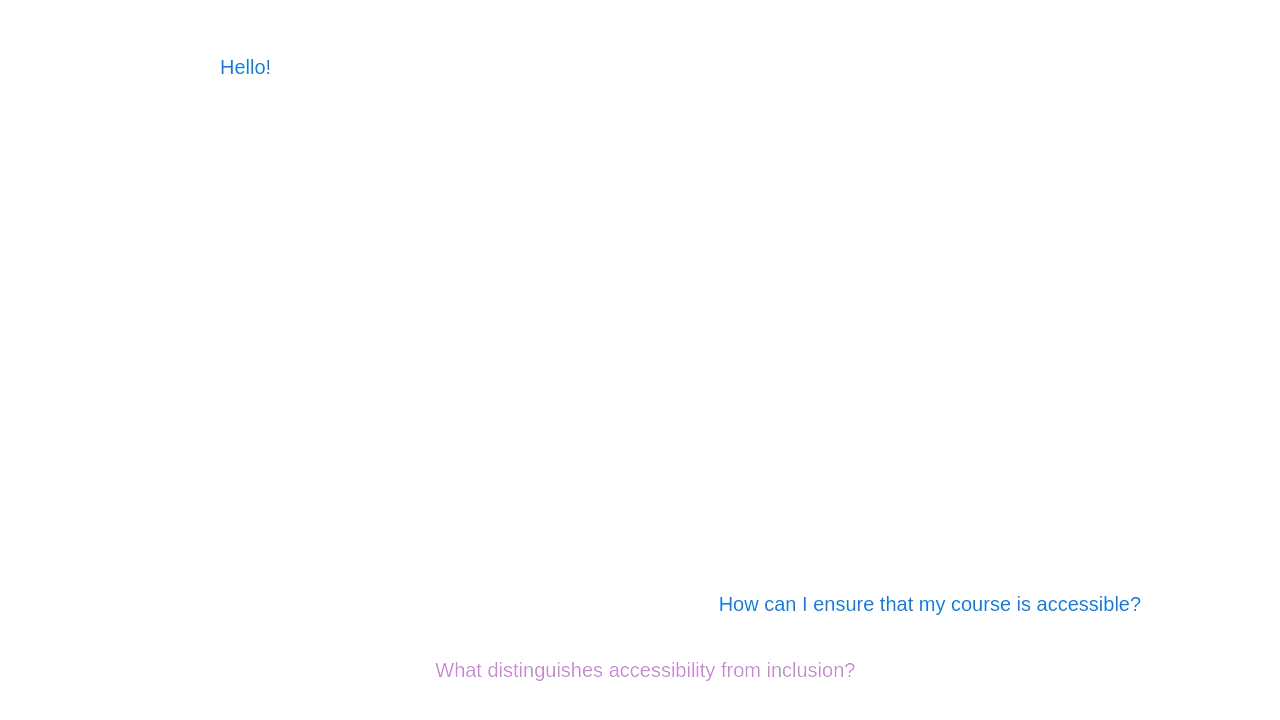 Hello!
How can I ensure that my course is accessible?
What distinguishes accessibility from inclusion?